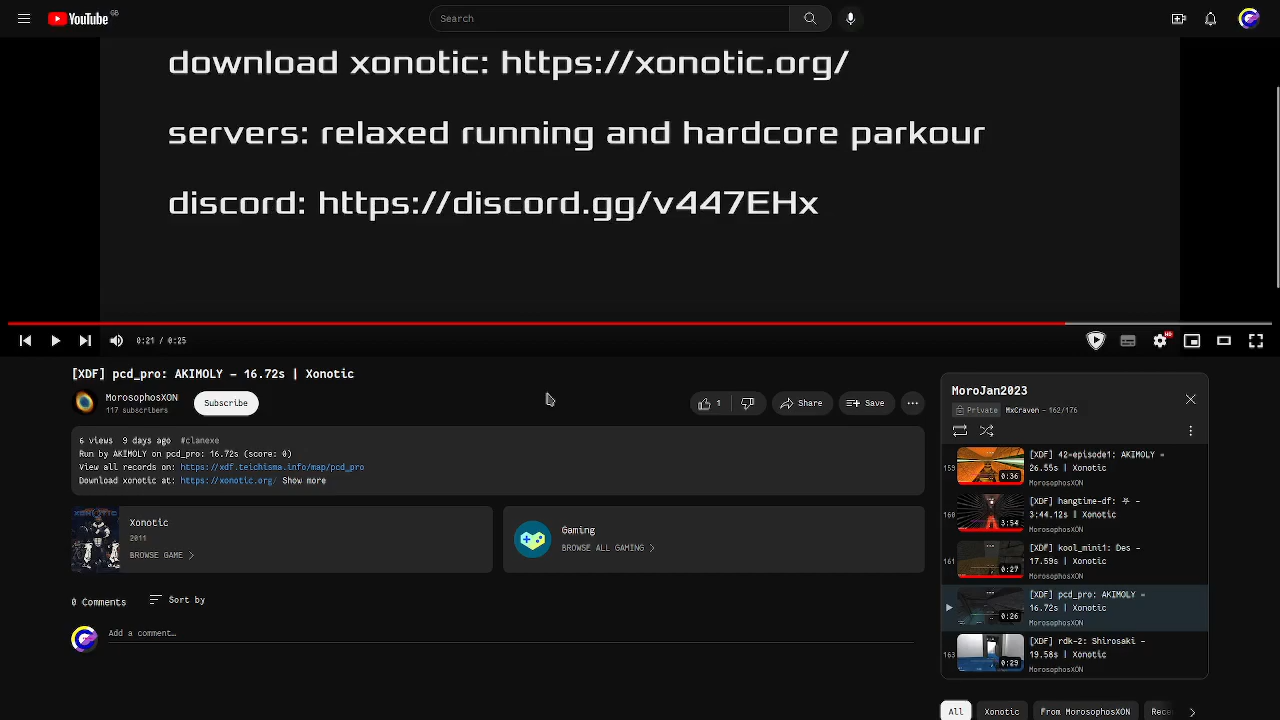 YouTube GB
Search
download xonotic: https://xonotic.org/
servers: relaxed running and hardcore parkour
discord: https://discord.gg/v447EHx
0:21 / 0:25
HD
[XDF] pcd_pro: AKIMOLY – 16.72s | Xonotic
MorosophosXON
117 subscribers
Subscribe
1
Share
Save
6 views 9 days ago #clanexe
Run by AKIMOLY on pcd_pro: 16.72s (score: 0)
View all records on: https://xdf.teichisma.info/map/pcd_pro
Download xonotic at: https://xonotic.org/ Show more
Xonotic
2011
BROWSE GAME
Gaming
BROWSE ALL GAMING
0 Comments
Sort by
Add a comment…
MoroJan2023
Private MxCraven - 162/176
159
0:36
[XDF] 42-episode1: AKIMOLY –
26.55s | Xonotic
MorosophosXON
160
3:54
[XDF] hangtime-df: –
3:44.12s | Xonotic
MorosophosXON
161
0:27
[XDF] kool_mini1: Des –
17.59s | Xonotic
MorosophosXON
0:26
[XDF] pcd_pro: AKIMOLY –
16.72s | Xonotic
MorosophosXON
163
0:29
[XDF] rdk-2: Shirosaki –
19.58s | Xonotic
MorosophosXON
All
Xonotic
From MorosophosXON
Rece